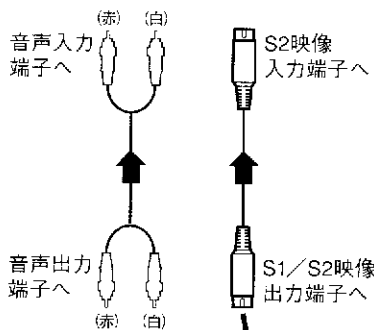 (赤) (白)
音声入力
端子へ
S2映像
入力端子へ
音声出力
端子へ
(赤) (白)
S1/S2映像
出力端子へ